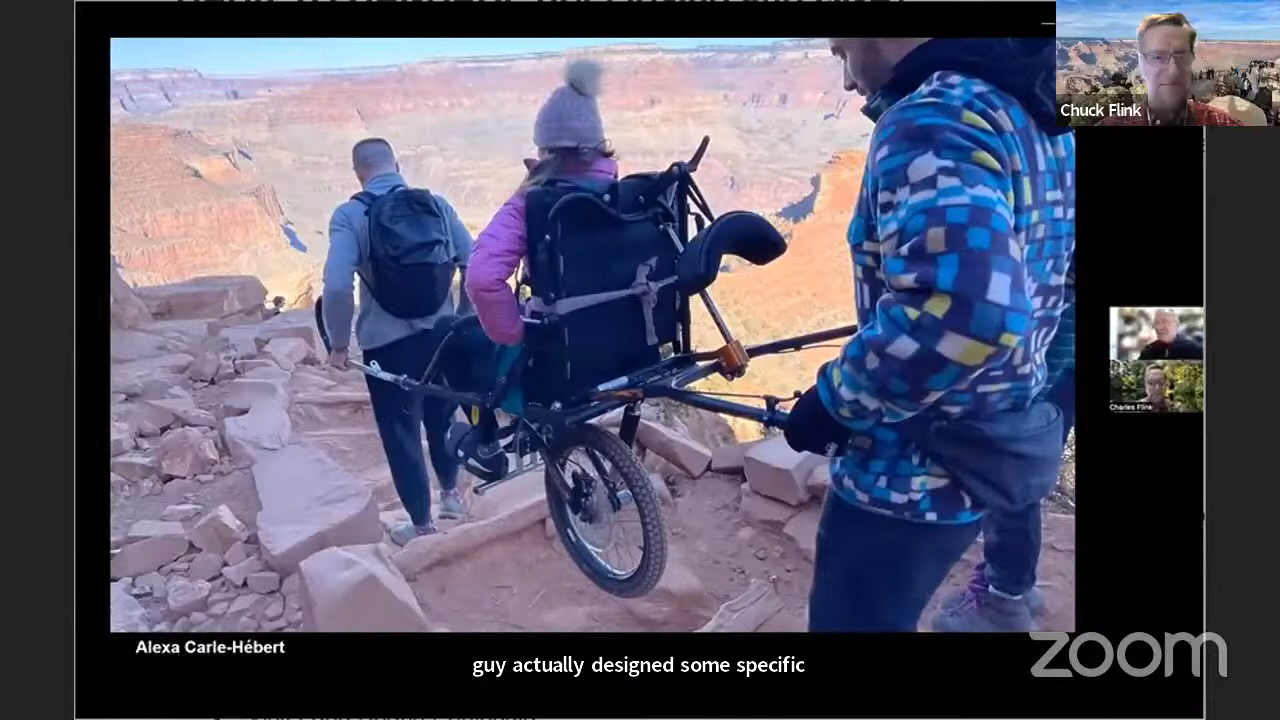 Chuck Flink
Charles Flink
Alexa Carle-Hébert
guy actually designed some specific
zoom